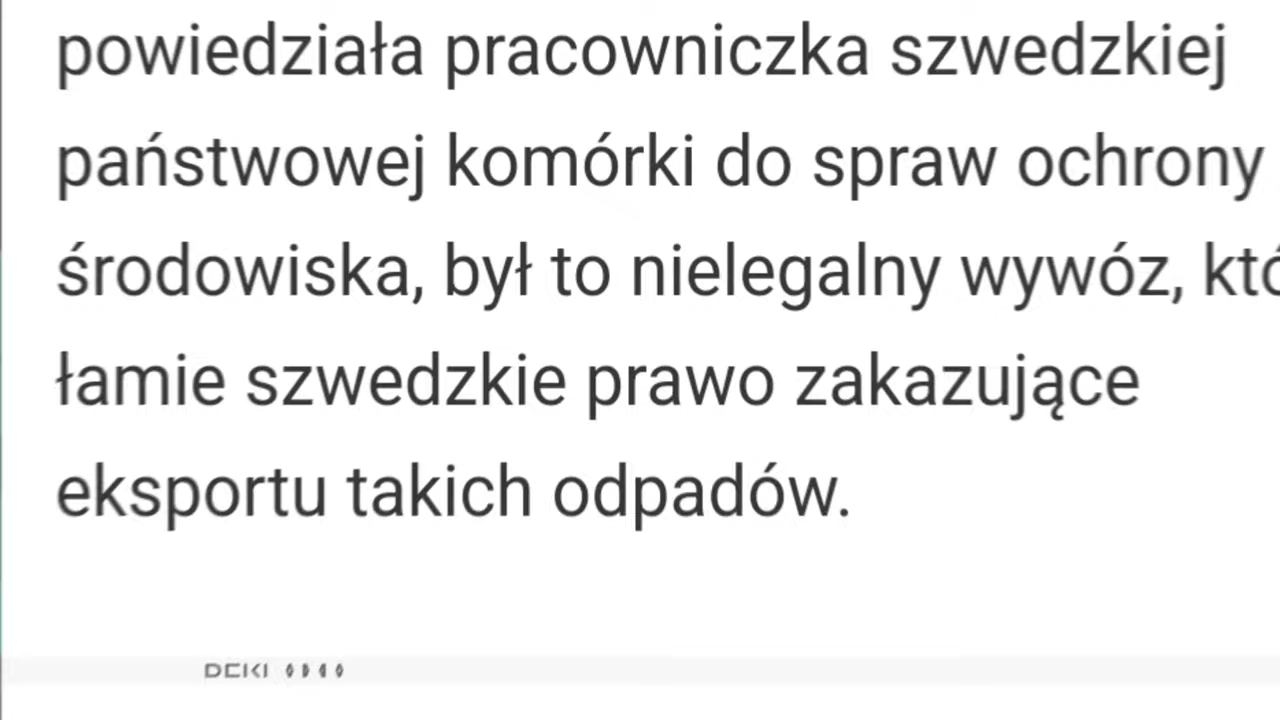 powiedziała pracowniczka szwedzkiej
państwowej komórki do spraw ochrony
środowiska, był to nielegalny wywóz,
łamie szwedzkie prawo zakazujące
eksportu takich odpadów.